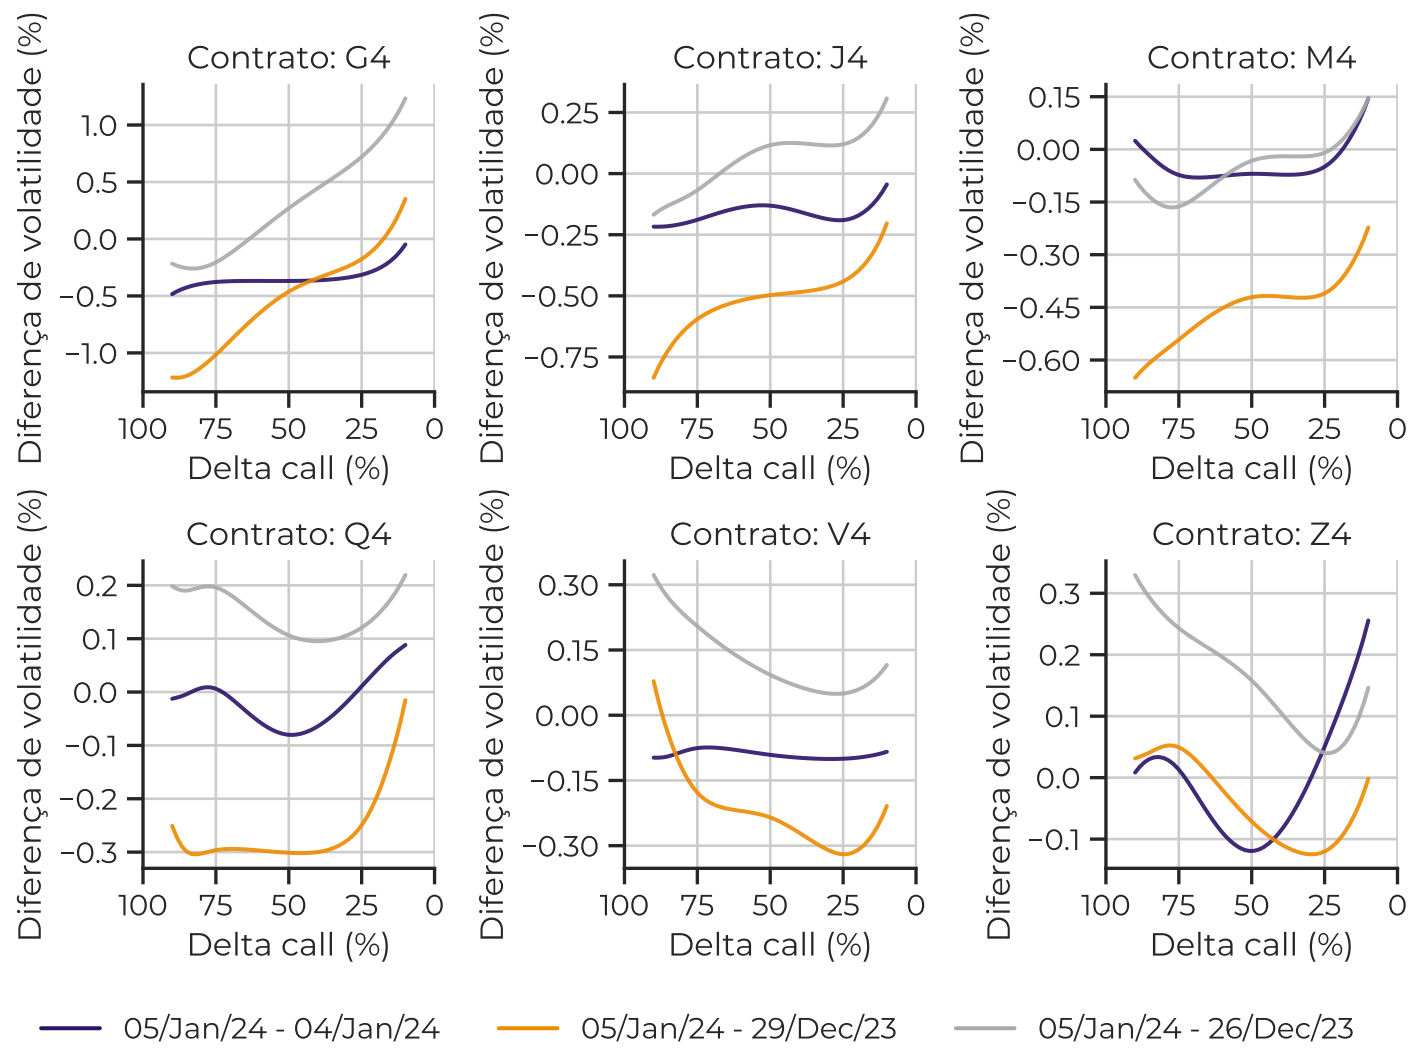 Contrato: G4
Diferença de volatilidade (%)
1.0
0.5
0.0
−0.5
−1.0
100 75 50 25 0
Delta call (%)
Contrato: J4
Diferença de volatilidade (%)
0.25
0.00
−0.25
−0.50
−0.75
100 75 50 25 0
Delta call (%)
Contrato: M4
Diferença de volatilidade (%)
0.15
0.00
−0.15
−0.30
−0.45
−0.60
100 75 50 25 0
Delta call (%)
Contrato: Q4
Diferença de volatilidade (%)
0.2
0.1
0.0
−0.1
−0.2
−0.3
100 75 50 25 0
Delta call (%)
Contrato: V4
Diferença de volatilidade (%)
0.30
0.15
0.00
−0.15
−0.30
100 75 50 25 0
Delta call (%)
Contrato: Z4
Diferença de volatilidade (%)
0.3
0.2
0.1
0.0
−0.1
100 75 50 25 0
Delta call (%)
05/Jan/24 - 04/Jan/24
05/Jan/24 - 29/Dec/23
05/Jan/24 - 26/Dec/23